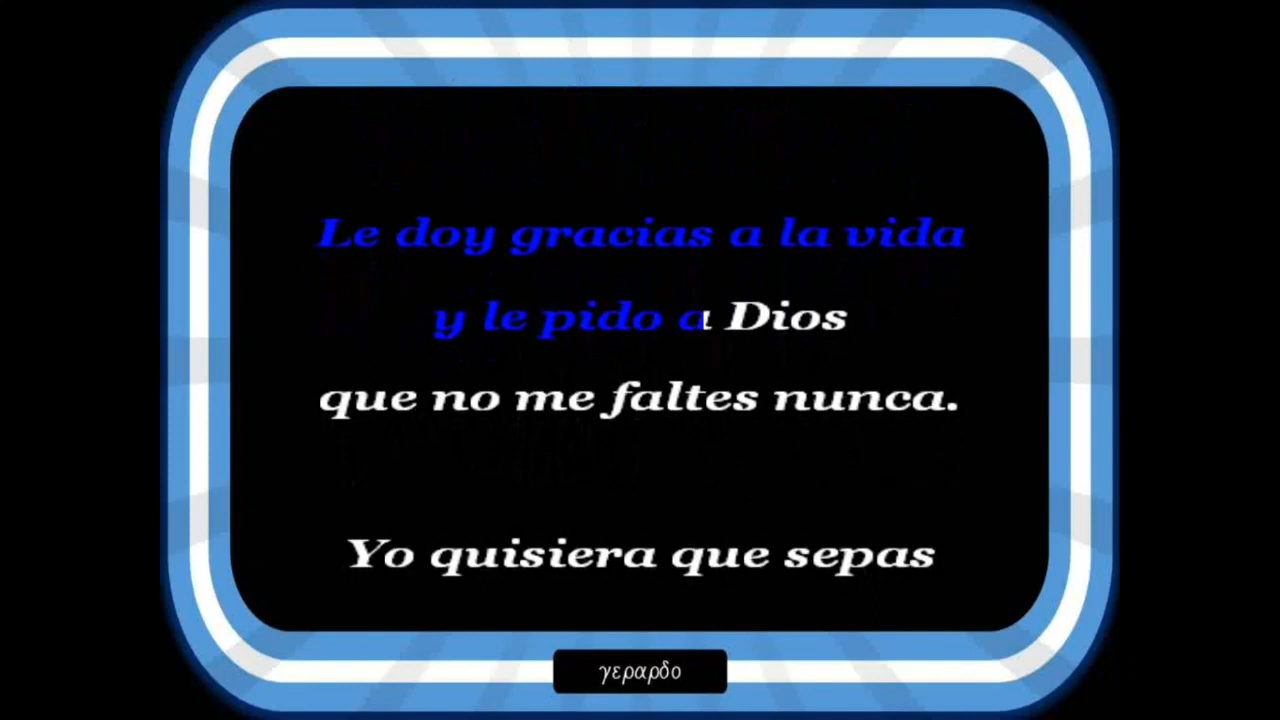 Le doy gracias a la vida
y le pido a Dios
que no me faltes nunca.
Yo quisiera que sepas
γεραρδο